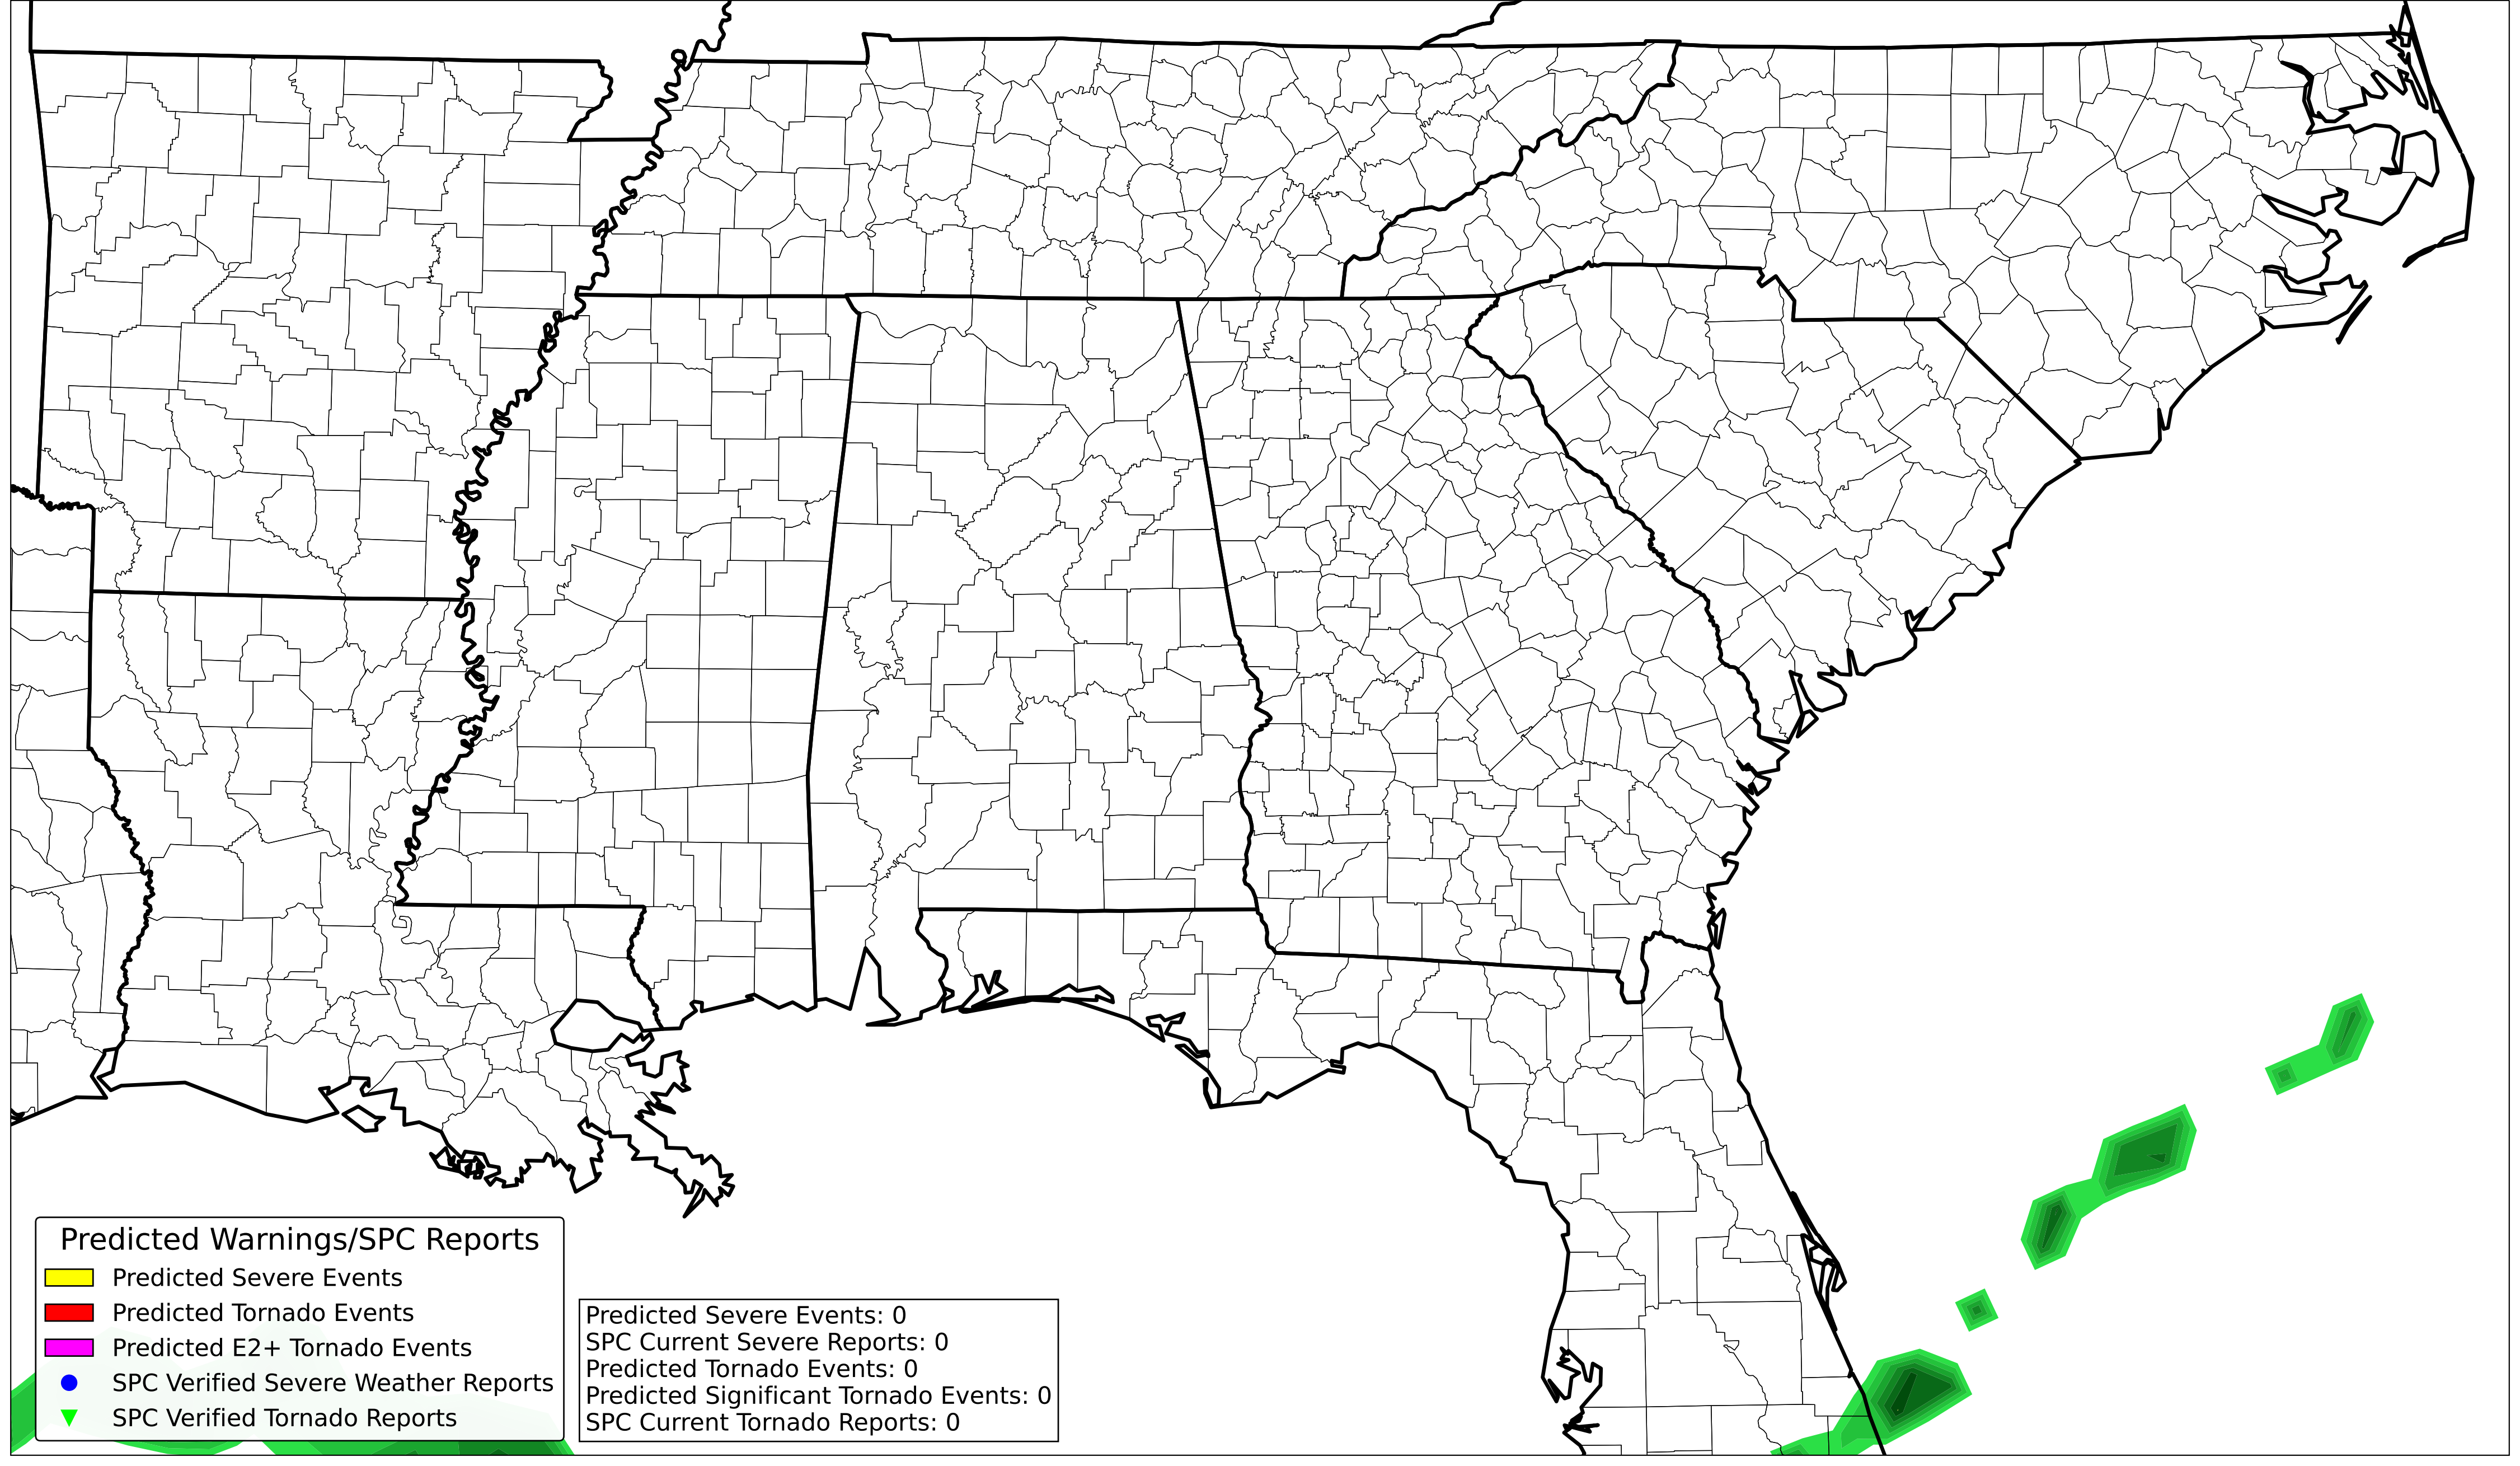 Predicted Warnings/SPC Reports
Predicted Severe Events
Predicted Tornado Events
Predicted E2+ Tornado Events
SPC Verified Severe Weather Reports
SPC Verified Tornado Reports
Predicted Severe Events: 0
SPC Current Severe Reports: 0
Predicted Tornado Events: 0
Predicted Significant Tornado Events: 0
SPC Current Tornado Reports: 0